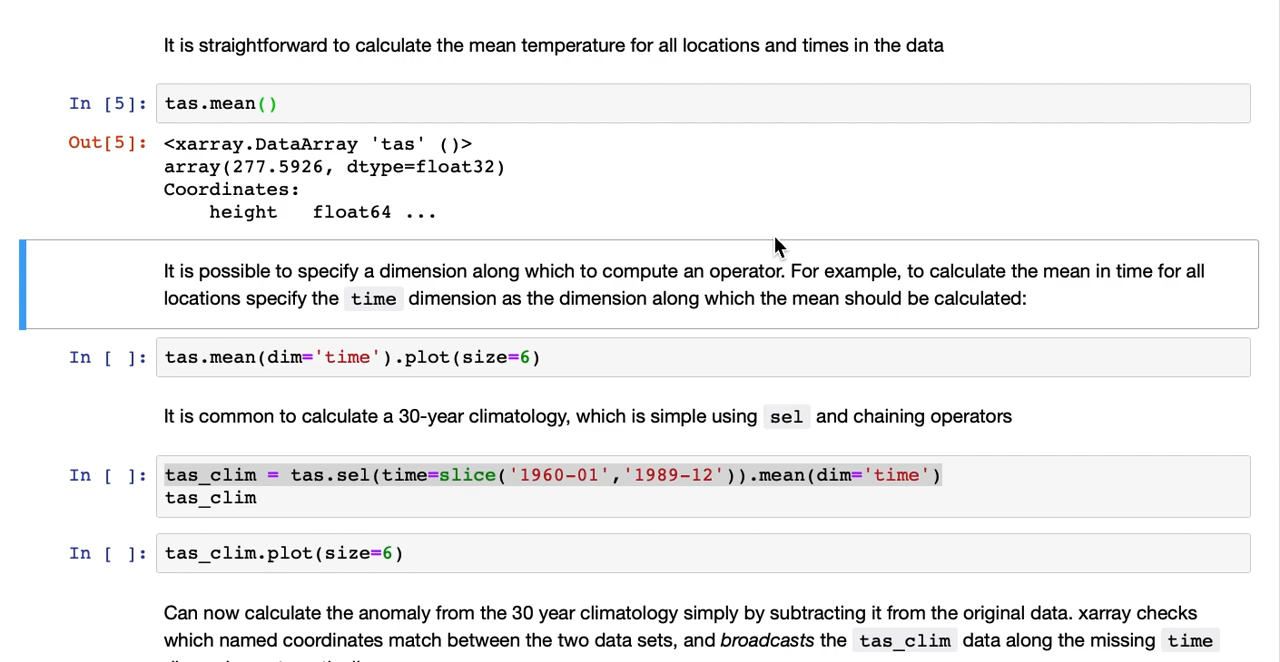 It is straightforward to calculate the mean temperature for all locations and times in the data
In [5]: tas.mean()
Out[5]: <xarray.DataArray 'tas' ()>
array(277.5926, dtype=float32)
Coordinates:
height float64 ...
It is possible to specify a dimension along which to compute an operator. For example, to calculate the mean in time for all
locations specify the time dimension as the dimension along which the mean should be calculated:
In [ ]: tas.mean(dim='time').plot(size=6)
It is common to calculate a 30-year climatology, which is simple using sel and chaining operators
In [ ]: tas_clim = tas.sel(time=slice('1960-01','1989-12')).mean(dim='time')
tas_clim
In [ ]: tas_clim.plot(size=6)
Can now calculate the anomaly from the 30 year climatology simply by subtracting it from the original data. xarray checks
which named coordinates match between the two data sets, and broadcasts the tas_clim data along the missing time